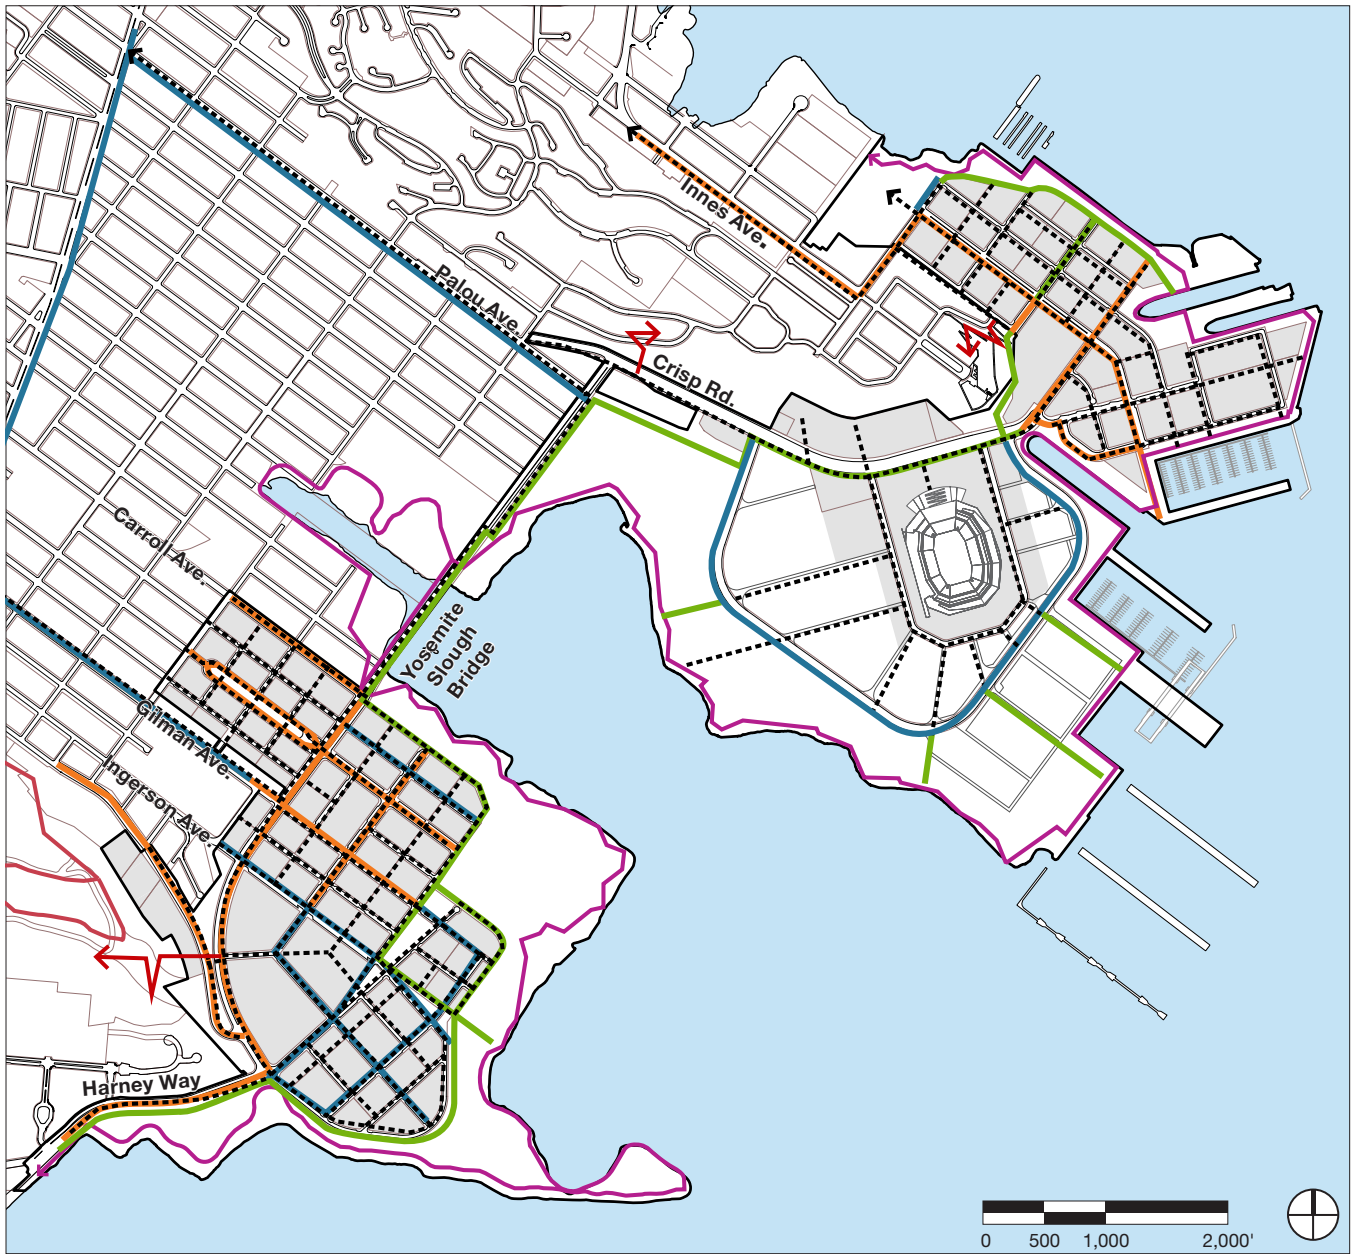 Innes Ave.
Palou Ave.
Crisp Rd.
Carroll Ave.
Yosemite
Slough
Bridge
Gilman Ave.
Ingerson Ave.
Harney Way
0 500 1,000 2,000'